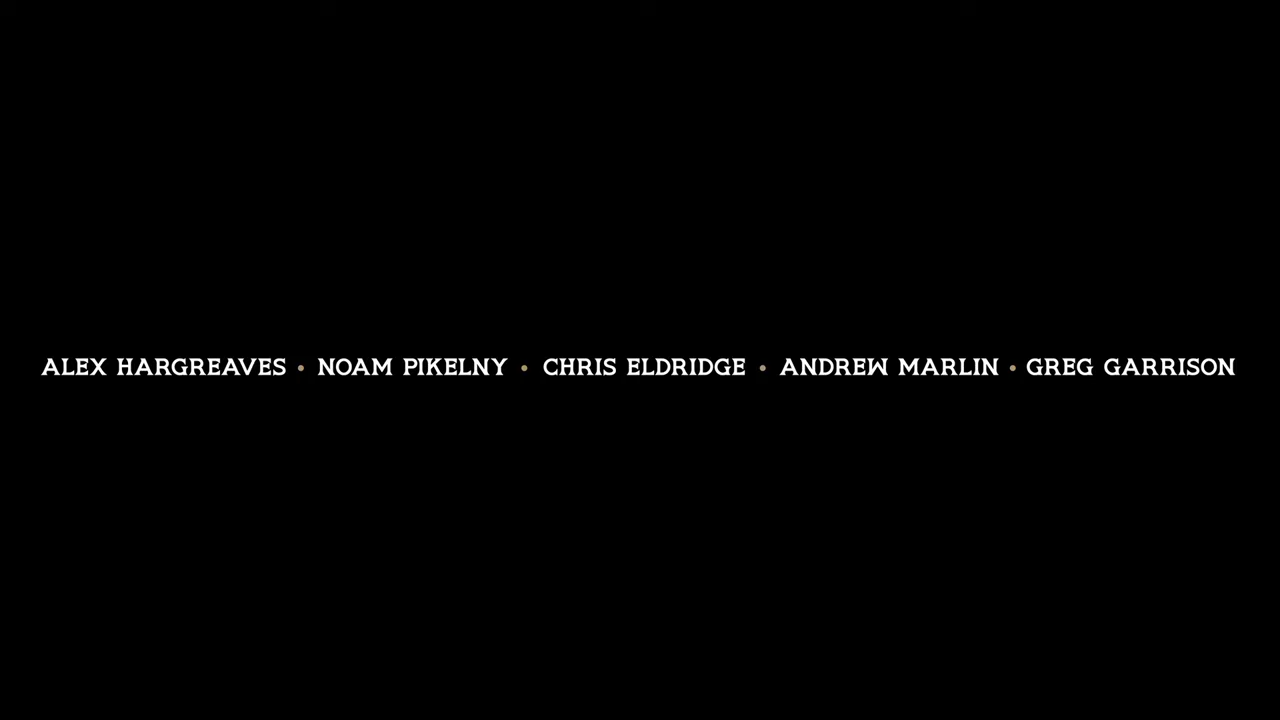 ALEX HARGREAVES • NOAM PIKELNY • CHRIS ELDRIDGE • ANDREW MARLIN • GREG GARRISON